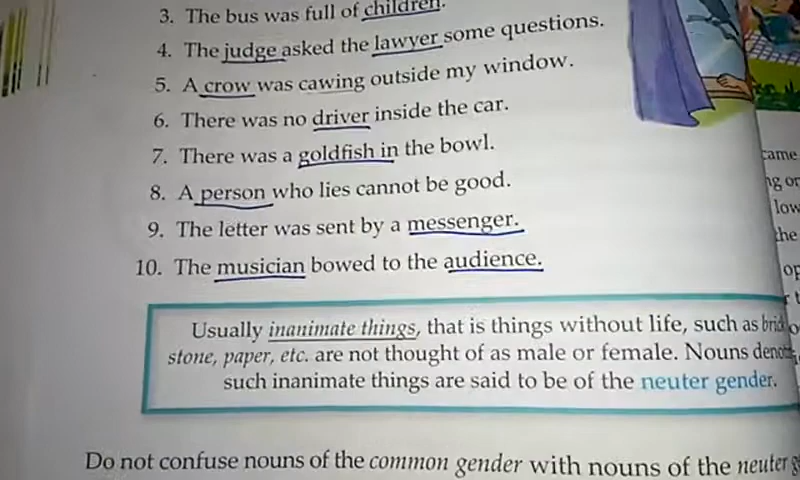 3. The bus was full of children.
4. The judge asked the lawyer some questions.
5. A crow was cawing outside my window.
6. There was no driver inside the car.
7. There was a goldfish in the bowl.
8. A person who lies cannot be good.
9. The letter was sent by a messenger.
10. The musician bowed to the audience.
Usually inanimate things, that is things without life, such as
stone, paper, etc. are not thought of as male or female. Nouns
such inanimate things are said to be of the neuter gender.
Do not confuse nouns of the common gender with nouns of the neuter
came
low
the